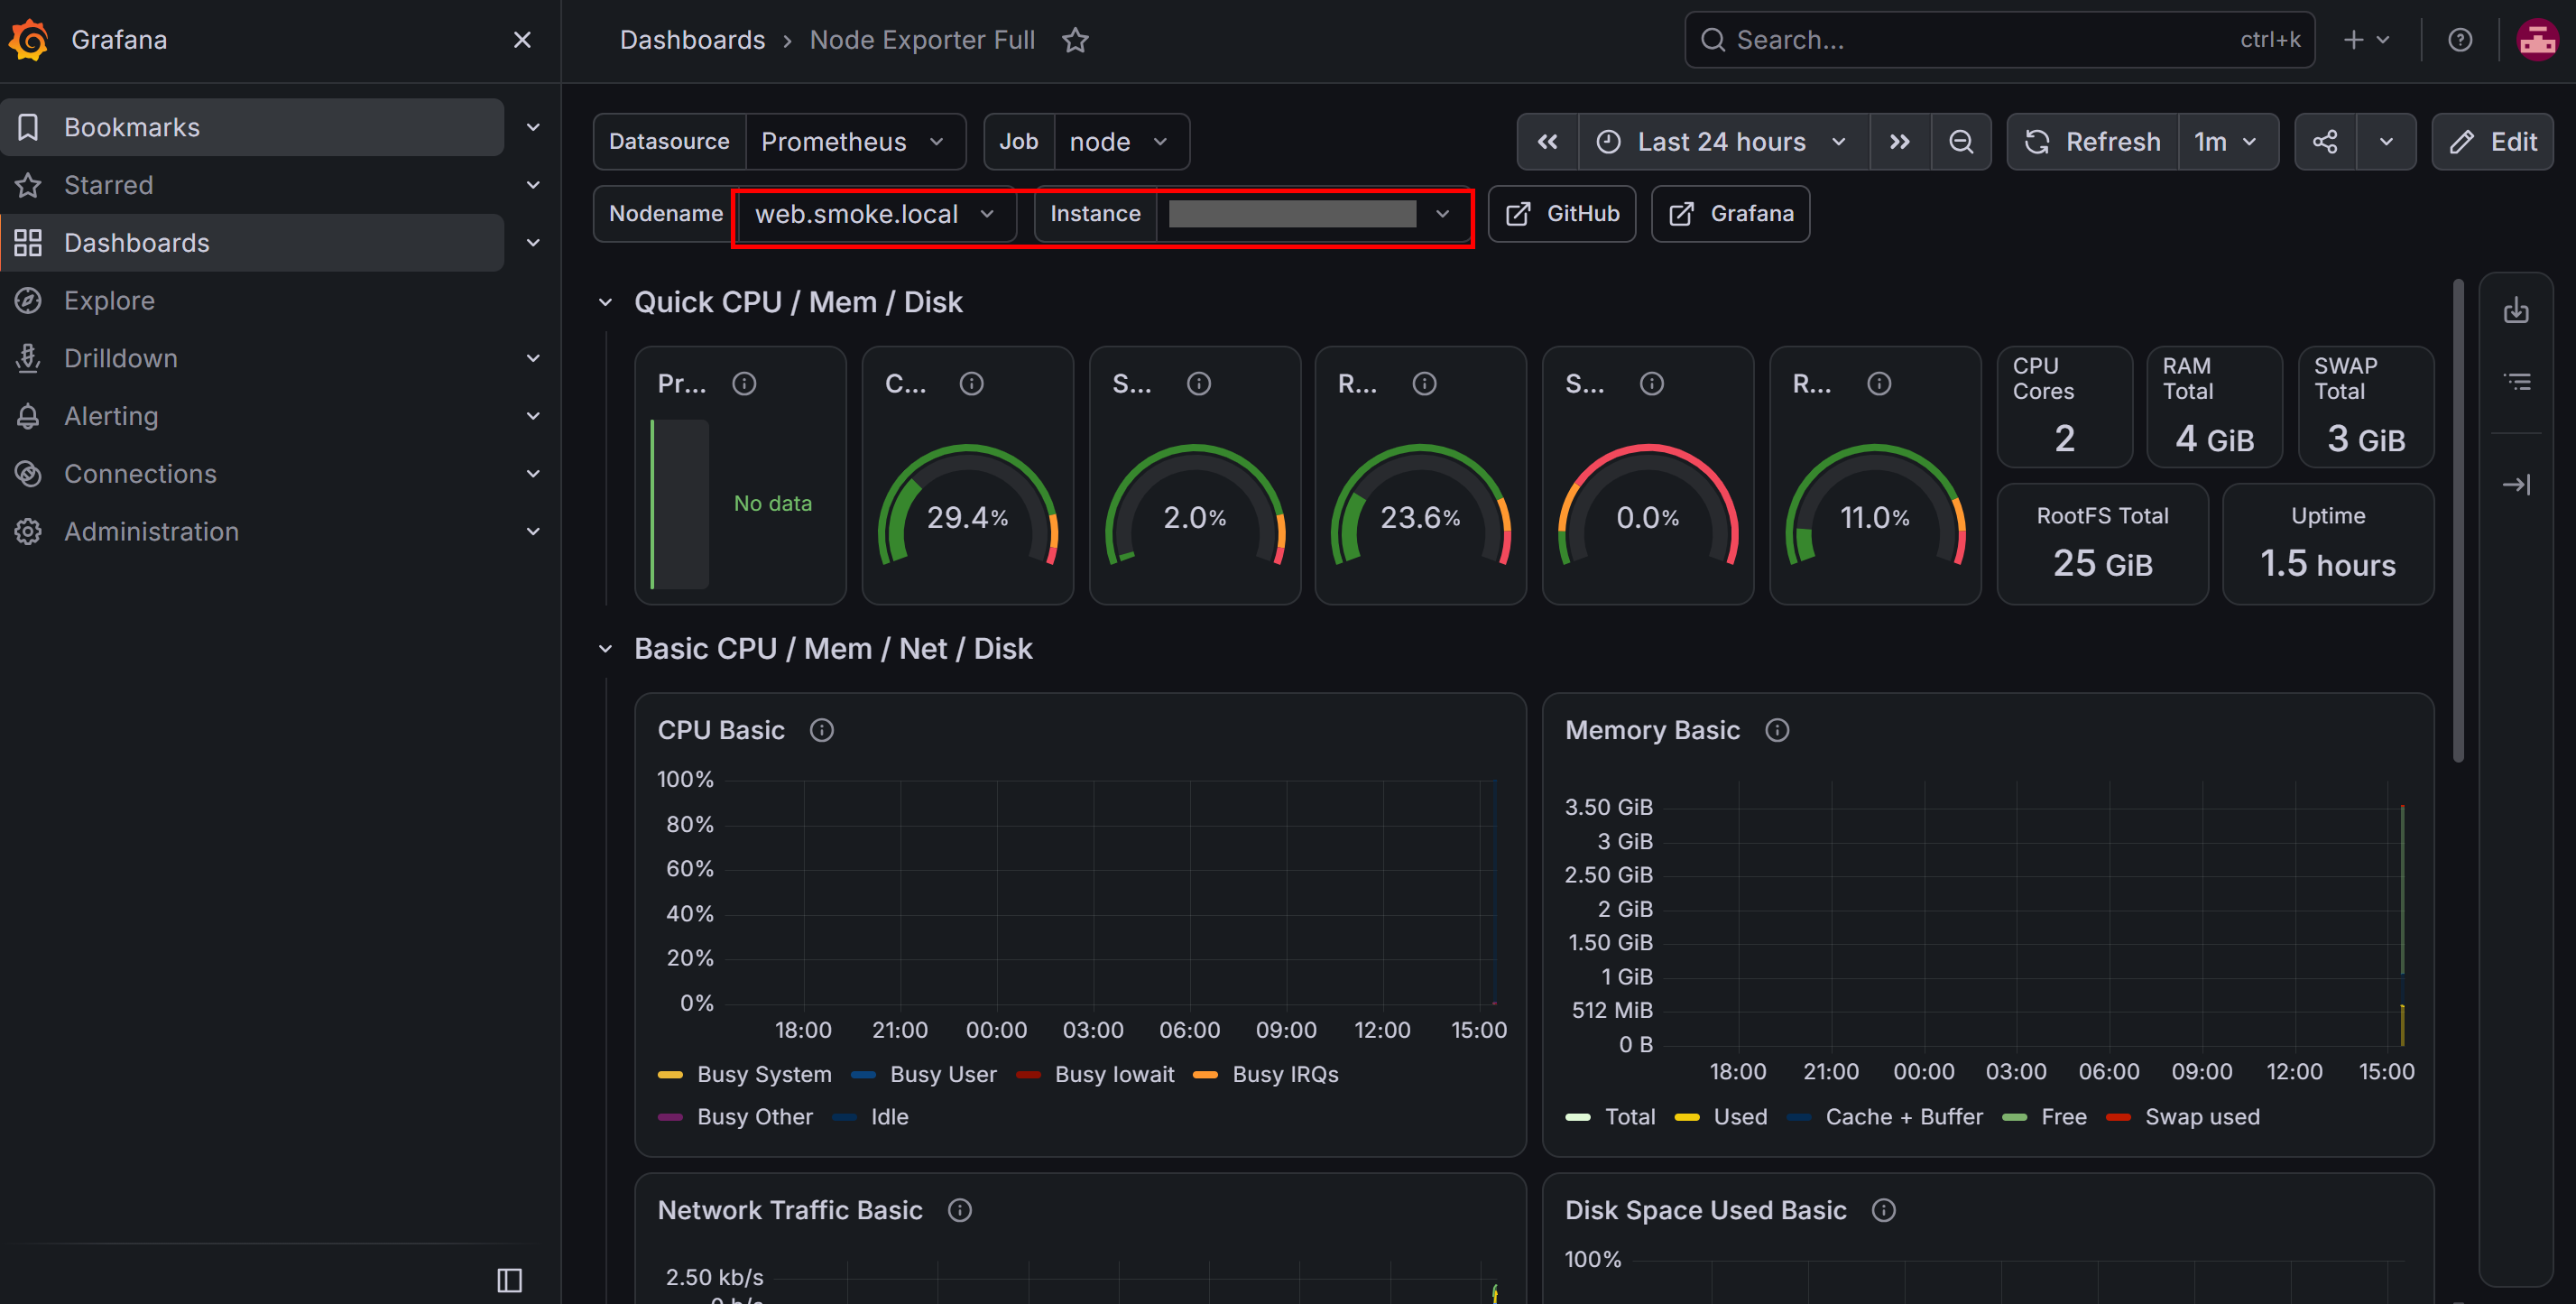 Grafana
Dashboards › Node Exporter Full
Search...
ctrl+k
Bookmarks
Starred
Dashboards
Explore
Drilldown
Alerting
Connections
Administration
Datasource Prometheus
Job node
Last 24 hours
Refresh 1m
Edit
Nodename web.smoke.local
Instance
GitHub
Grafana
Quick CPU / Mem / Disk
Pr...
No data
C...
29.4%
S...
2.0%
R...
23.6%
S...
0.0%
R...
11.0%
CPU
Cores
2
RAM
Total
4 GiB
SWAP
Total
3 GiB
RootFS Total
25 GiB
Uptime
1.5 hours
Basic CPU / Mem / Net / Disk
CPU Basic
100%
80%
60%
40%
20%
0%
18:00 21:00 00:00 03:00 06:00 09:00 12:00 15:00
Busy System Busy User Busy Iowait Busy IRQs
Busy Other Idle
Memory Basic
3.50 GiB
3 GiB
2.50 GiB
2 GiB
1.50 GiB
1 GiB
512 MiB
0 B
18:00 21:00 00:00 03:00 06:00 09:00 12:00 15:00
Total Used Cache + Buffer Free Swap used
Network Traffic Basic
2.50 kb/s
Disk Space Used Basic
100%